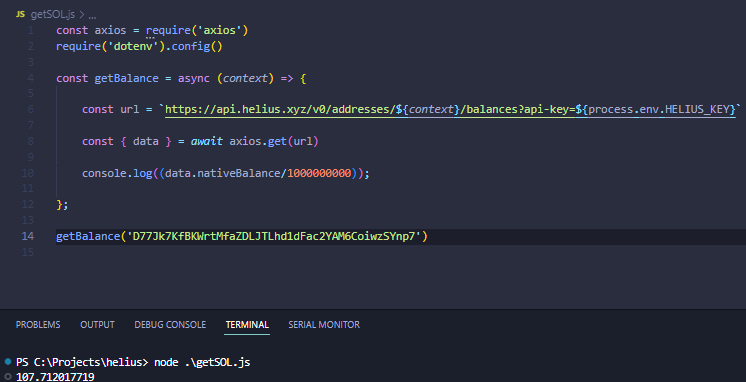 JS getSOL.js > ...
1 const axios = require('axios')
2 require('dotenv').config()
3
4 const getBalance = async (context) => {
5
6 const url = `https://api.helius.xyz/v0/addresses/${context}/balances?api-key=${process.env.HELIUS_KEY}`
7
8 const { data } = await axios.get(url)
9
10 console.log((data.nativeBalance/1000000000));
11
12 };
13
14 getBalance('D77Jk7KfBKWrtMfaZDLJTLhd1dFac2YAM6CoiwzSYnp7')
15
PROBLEMS OUTPUT DEBUG CONSOLE TERMINAL SERIAL MONITOR
PS C:\Projects\helius> node .\getSOL.js
107.712017719